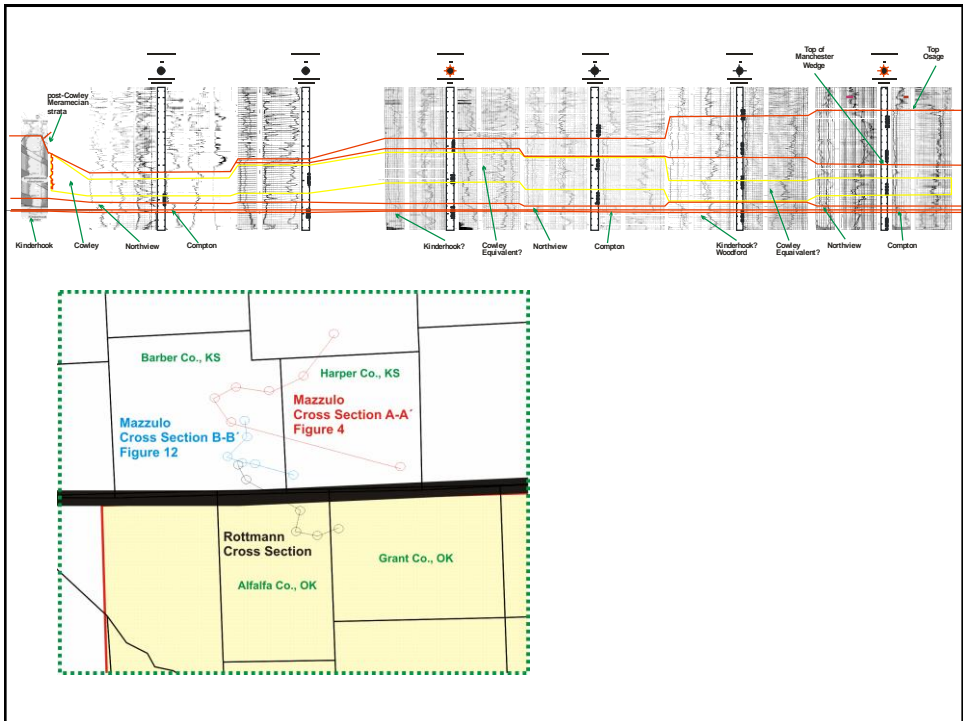 Top of
Manchester
Wedge
Top
Osage
post-Cowley
Meramecian
strata
Kinderhook
Cowley
Northview
Compton
Kinderhook?
Cowley
Equivalent?
Northview
Compton
Kinderhook?
Woodford
Cowley
Equaivalent?
Northview
Compton
Barber Co., KS
Harper Co., KS
Mazzulo
Cross Section A-A´
Figure 4
Mazzulo
Cross Section B-B´
Figure 12
Rottmann
Cross Section
Grant Co., OK
Alfalfa Co., OK